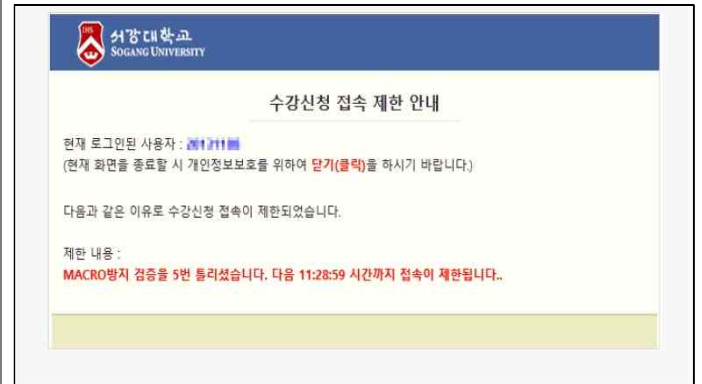 IHS
서강대학교
SOGANG UNIVERSITY
수강신청 접속 제한 안내
현재 로그인된 사용자 :
(현재 화면을 종료할 시 개인정보보호를 위하여 닫기(클릭)을 하시기 바랍니다.)
다음과 같은 이유로 수강신청 접속이 제한되었습니다.
제한 내용 :
MACRO방지 검증을 5번 틀리셨습니다. 다음 11:28:59 시간까지 접속이 제한됩니다..